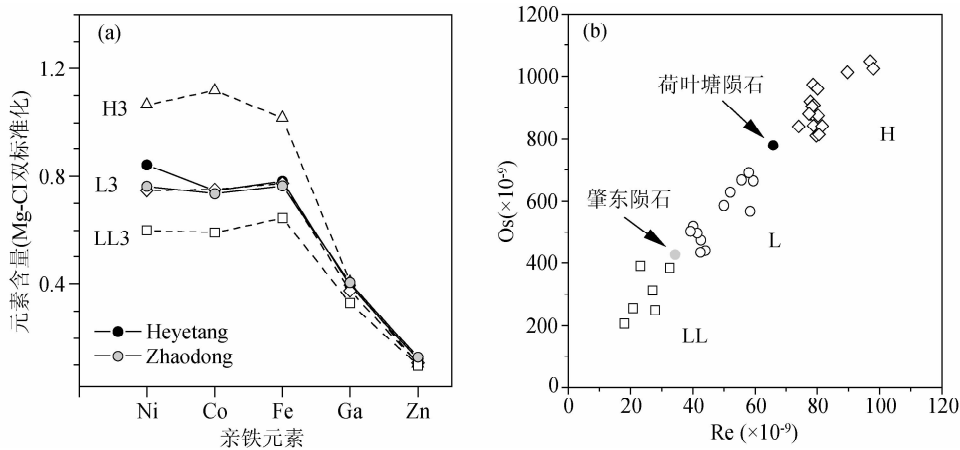 (a)
元素含量(Mg-CI双标准化)
1.2
0.8
0.4
H3
L3
LL3
Heyetang
Zhaodong
Ni Co Fe Ga Zn
亲铁元素
(b)
Os(×10⁻⁹)
1200
1000
800
600
400
200
0
荷叶塘陨石
肇东陨石
H
L
LL
0 20 40 60 80 100 120
Re (×10⁻⁹)